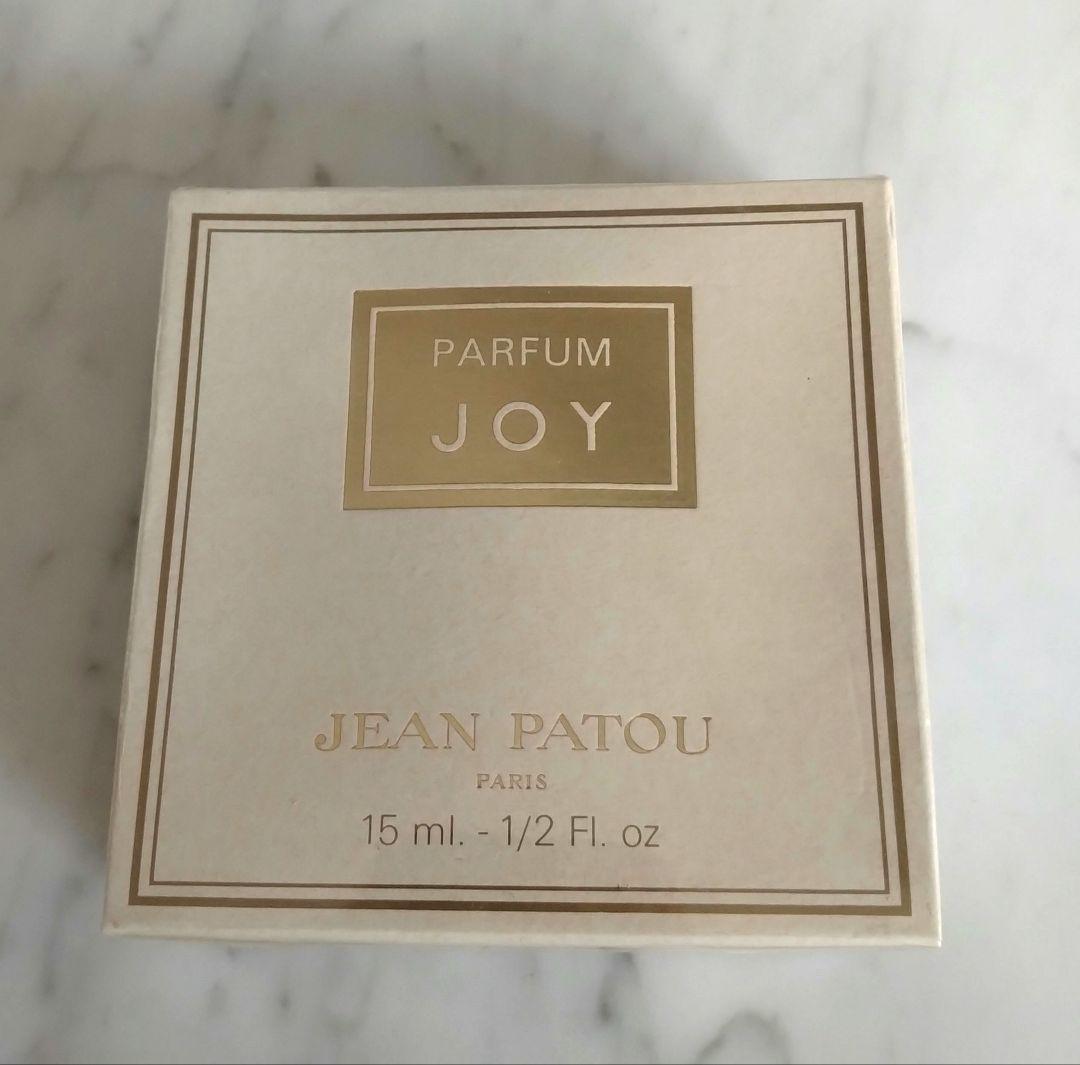 PARFUM
JOY
JEAN PATOU
PARIS
15 ml. - 1/2 Fl. oz